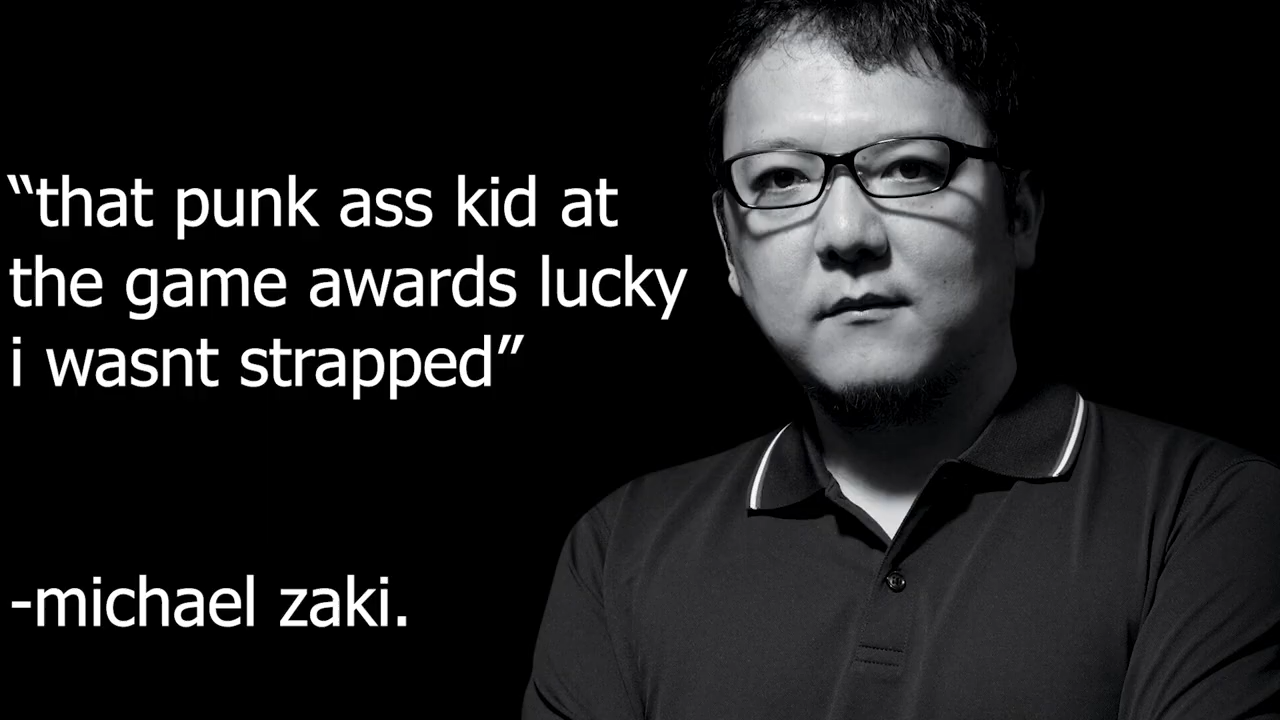 “that punk ass kid at
the game awards lucky
i wasnt strapped”
-michael zaki.